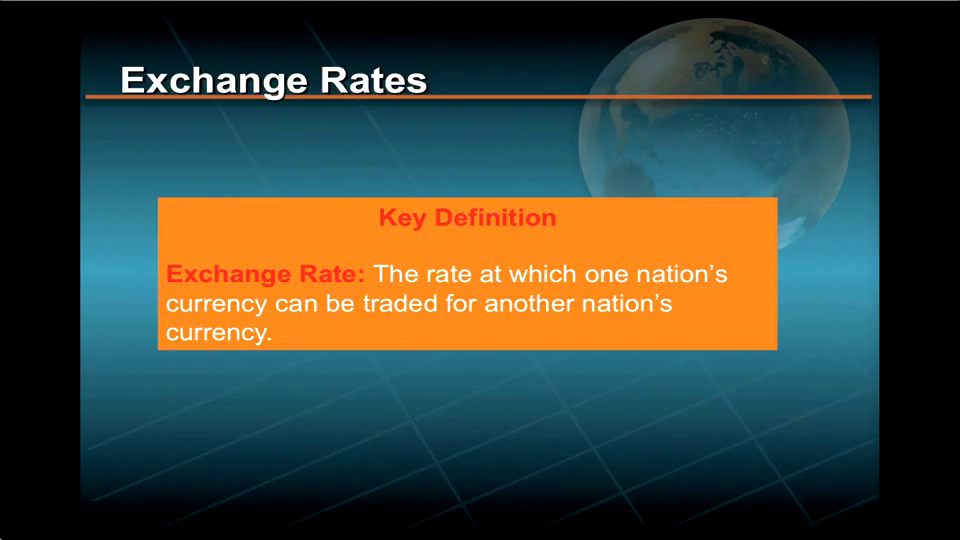 Exchange Rates
Key Definition
Exchange Rate: The rate at which one nation’s
currency can be traded for another nation’s
currency.